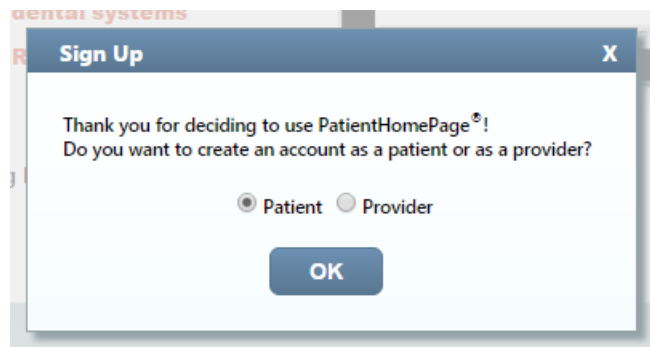 dental systems
Sign Up X
Thank you for deciding to use PatientHomePage®!
Do you want to create an account as a patient or as a provider?
Patient Provider
OK